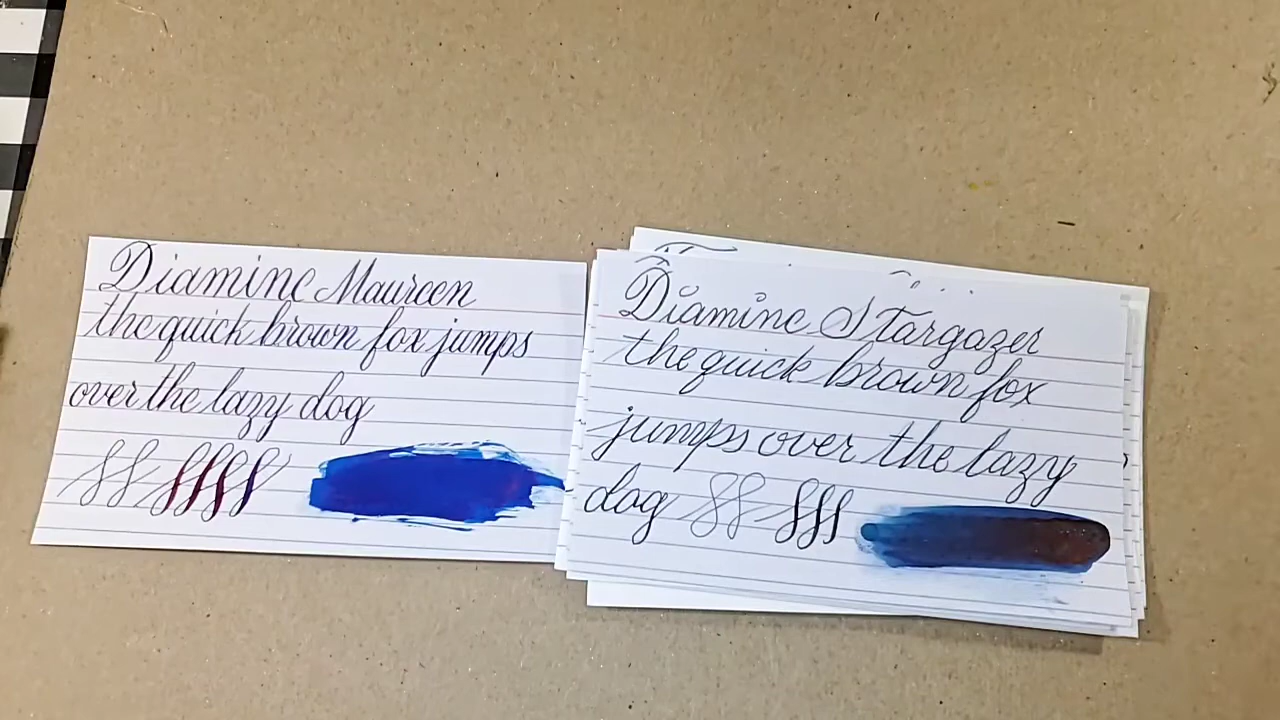 Diamine Maureen
the quick brown fox jumps
over the lazy dog
Diamine Stargazer
the quick brown fox
jumps over the lazy
dog